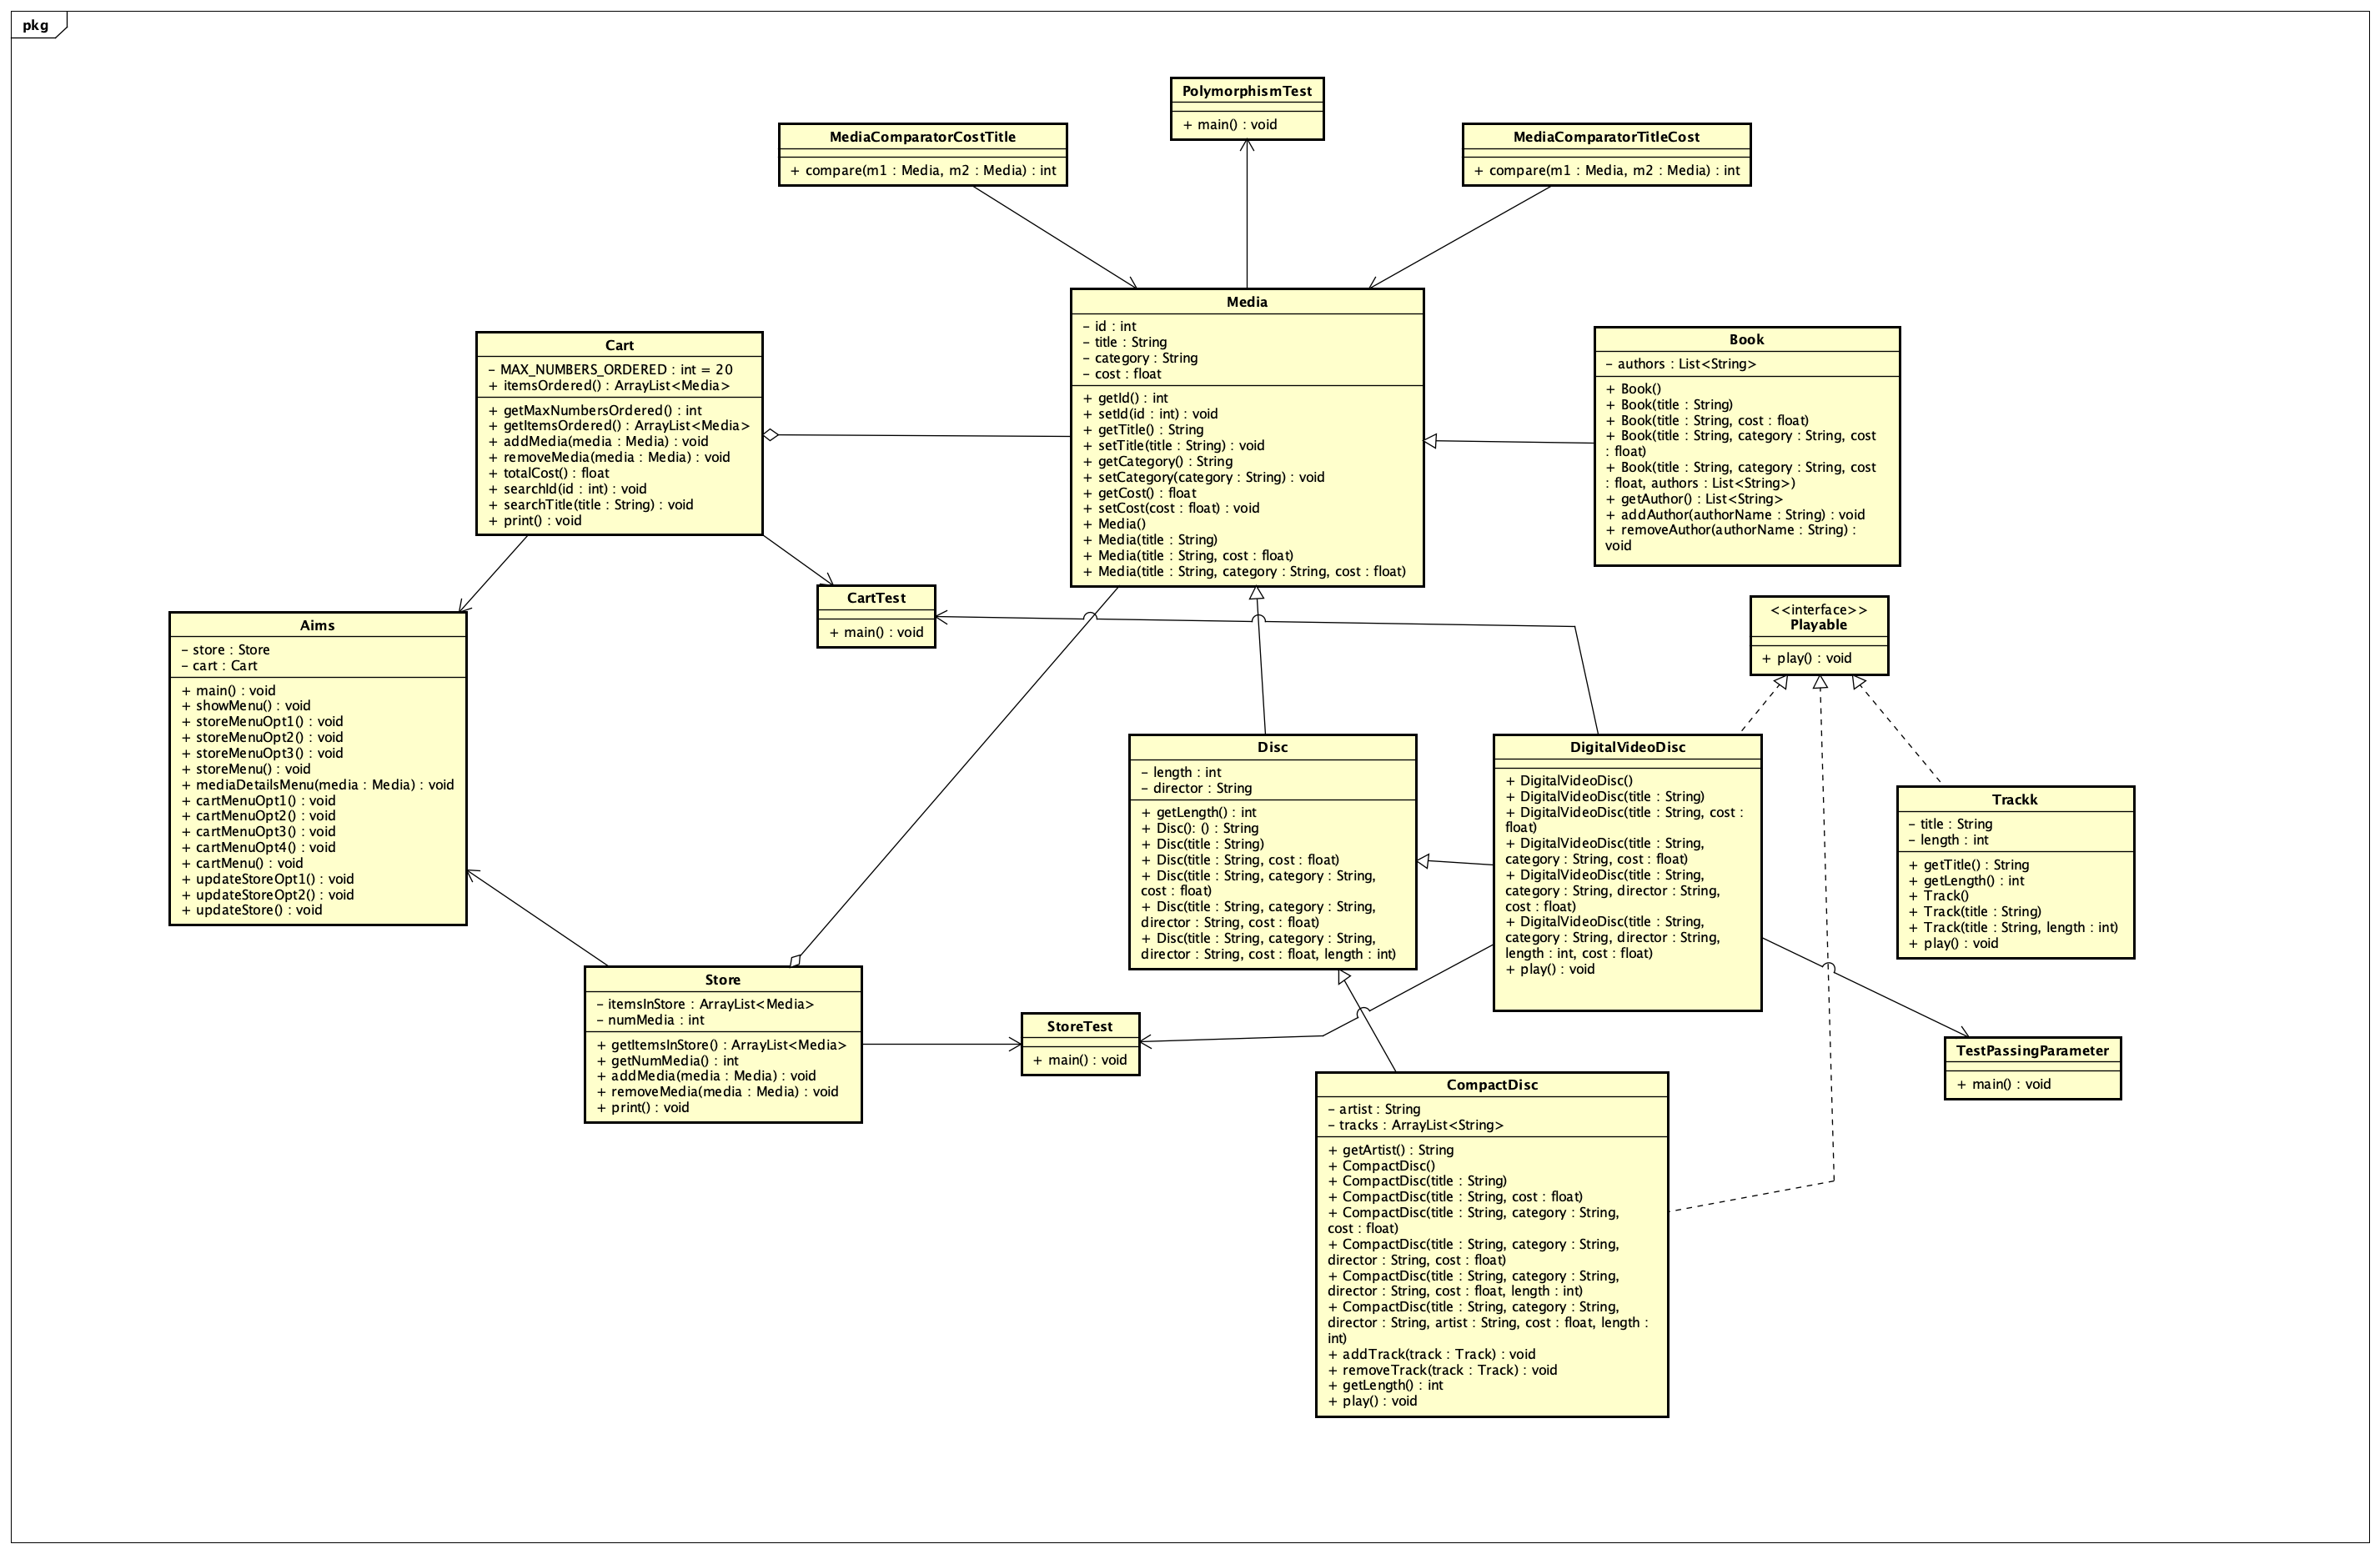 pkg
PolymorphismTest
+ main() : void
MediaComparatorCostTitle
+ compare(m1 : Media, m2 : Media) : int
MediaComparatorTitleCost
+ compare(m1 : Media, m2 : Media) : int
Media
– id : int
– title : String
– category : String
– cost : float
+ getId() : int
+ setId(id : int) : void
+ getTitle() : String
+ setTitle(title : String) : void
+ getCategory() : String
+ setCategory(category : String) : void
+ getCost() : float
+ setCost(cost : float) : void
+ Media()
+ Media(title : String)
+ Media(title : String, cost : float)
+ Media(title : String, category : String, cost : float)
Cart
– MAX_NUMBERS_ORDERED : int = 20
+ itemsOrdered() : ArrayList<Media>
+ getMaxNumbersOrdered() : int
+ getItemsOrdered() : ArrayList<Media>
+ addMedia(media : Media) : void
+ removeMedia(media : Media) : void
+ totalCost() : float
+ searchId(id : int) : void
+ searchTitle(title : String) : void
+ print() : void
Book
– authors : List<String>
+ Book()
+ Book(title : String)
+ Book(title : String, cost : float)
+ Book(title : String, category : String, cost
: float)
+ Book(title : String, category : String, cost
: float, authors : List<String>)
+ getAuthor() : List<String>
+ addAuthor(authorName : String) : void
+ removeAuthor(authorName : String) :
void
CartTest
+ main() : void
<<interface>>
Playable
+ play() : void
Aims
– store : Store
– cart : Cart
+ main() : void
+ showMenu() : void
+ storeMenuOpt1() : void
+ storeMenuOpt2() : void
+ storeMenuOpt3() : void
+ storeMenu() : void
+ mediaDetailsMenu(media : Media) : void
+ cartMenuOpt1() : void
+ cartMenuOpt2() : void
+ cartMenuOpt3() : void
+ cartMenuOpt4() : void
+ cartMenu() : void
+ updateStoreOpt1() : void
+ updateStoreOpt2() : void
+ updateStore() : void
Disc
– length : int
– director : String
+ getLength() : int
+ Disc(): () : String
+ Disc(title : String)
+ Disc(title : String, cost : float)
+ Disc(title : String, category : String,
cost : float)
+ Disc(title : String, category : String,
director : String, cost : float)
+ Disc(title : String, category : String,
director : String, cost : float, length : int)
DigitalVideoDisc
+ DigitalVideoDisc()
+ DigitalVideoDisc(title : String)
+ DigitalVideoDisc(title : String, cost :
float)
+ DigitalVideoDisc(title : String,
category : String, cost : float)
+ DigitalVideoDisc(title : String,
category : String, director : String,
cost : float)
+ DigitalVideoDisc(title : String,
category : String, director : String,
length : int, cost : float)
+ play() : void
Trackk
– title : String
– length : int
+ getTitle() : String
+ getLength() : int
+ Track()
+ Track(title : String)
+ Track(title : String, length : int)
+ play() : void
Store
– itemsInStore : ArrayList<Media>
– numMedia : int
+ getItemsInStore() : ArrayList<Media>
+ getNumMedia() : int
+ addMedia(media : Media) : void
+ removeMedia(media : Media) : void
+ print() : void
StoreTest
+ main() : void
TestPassingParameter
+ main() : void
CompactDisc
– artist : String
– tracks : ArrayList<String>
+ getArtist() : String
+ CompactDisc()
+ CompactDisc(title : String)
+ CompactDisc(title : String, cost : float)
+ CompactDisc(title : String, category : String,
cost : float)
+ CompactDisc(title : String, category : String,
director : String, cost : float)
+ CompactDisc(title : String, category : String,
director : String, cost : float, length : int)
+ CompactDisc(title : String, category : String,
director : String, artist : String, cost : float, length :
int)
+ addTrack(track : Track) : void
+ removeTrack(track : Track) : void
+ getLength() : int
+ play() : void